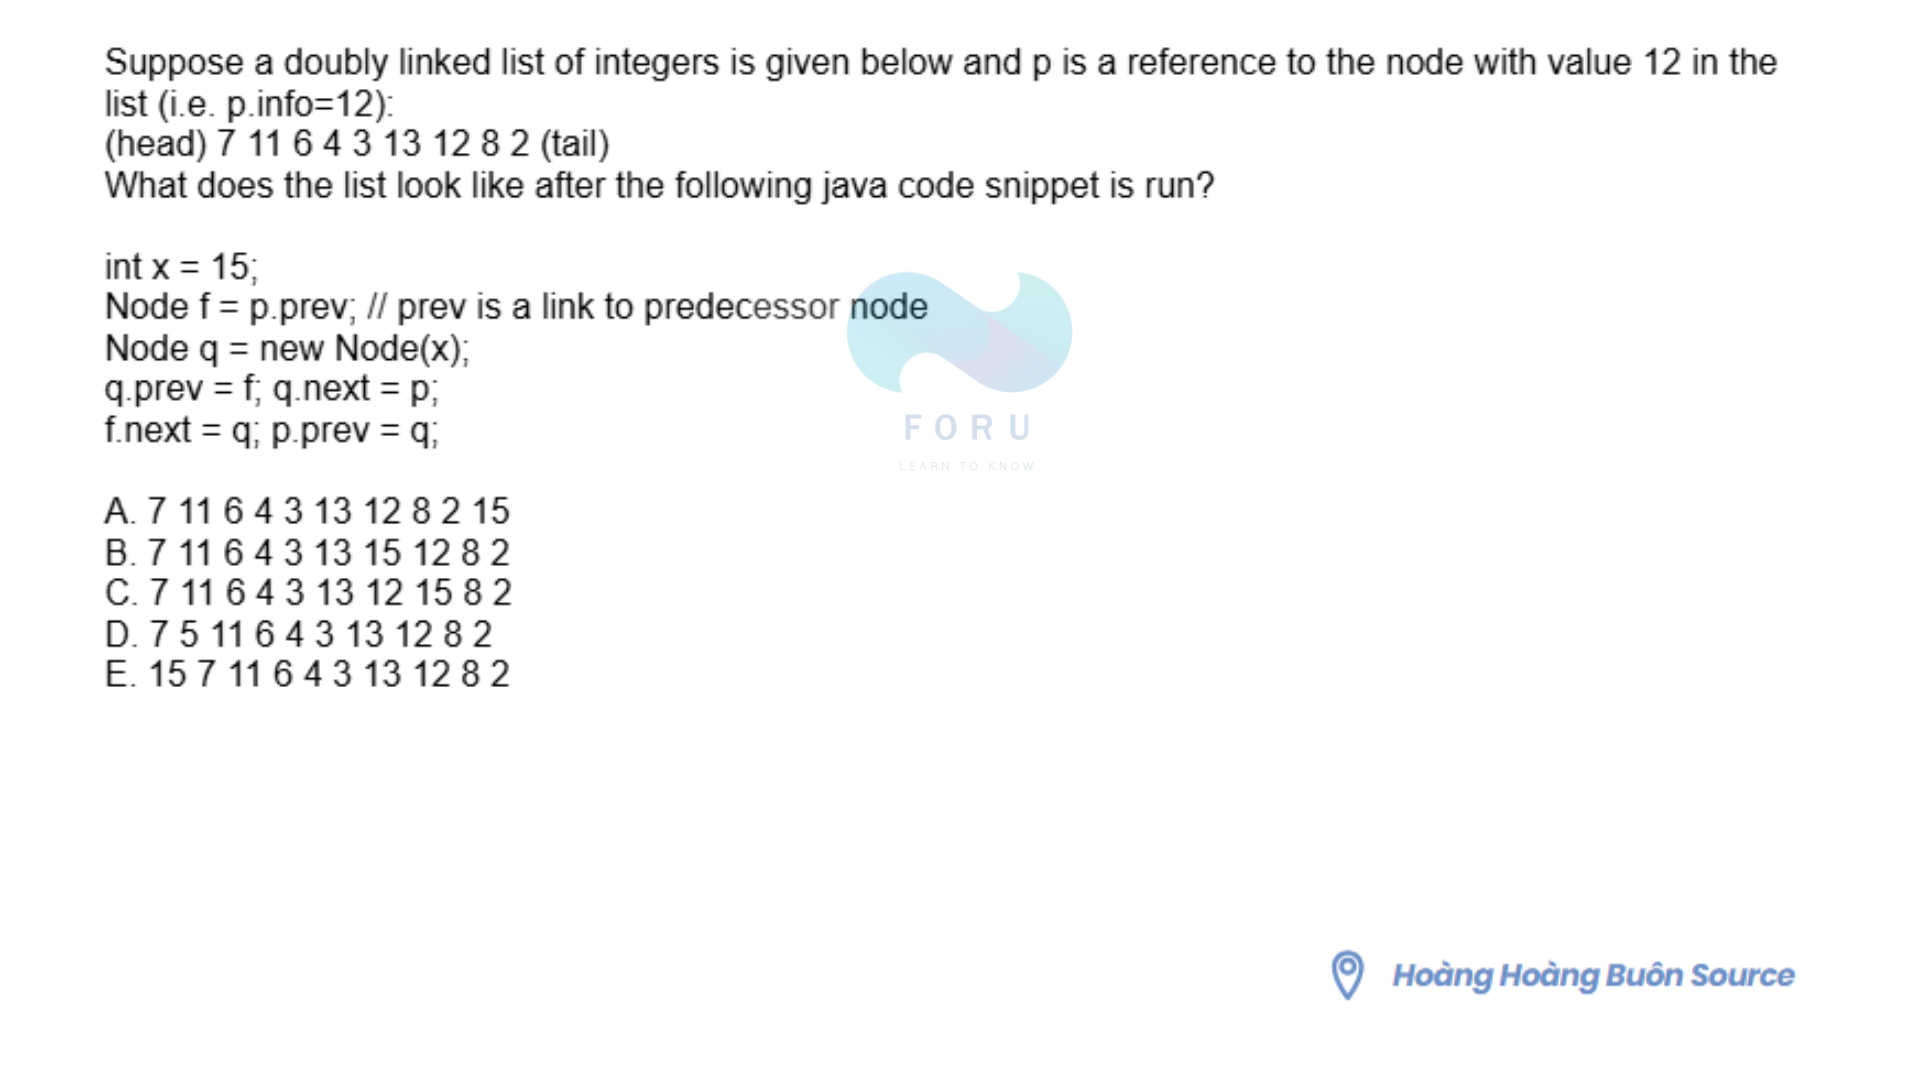 Suppose a doubly linked list of integers is given below and p is a reference to the node with value 12 in the
list (i.e. p.info=12):
(head) 7 11 6 4 3 13 12 8 2 (tail)
What does the list look like after the following java code snippet is run?
int x = 15;
Node f = p.prev; // prev is a link to predecessor node
Node q = new Node(x);
q.prev = f; q.next = p;
f.next = q; p.prev = q;
FORU
LEARN TO KNOW
A. 7 11 6 4 3 13 12 8 2 15
B. 7 11 6 4 3 13 15 12 8 2
C. 7 11 6 4 3 13 12 15 8 2
D. 7 5 11 6 4 3 13 12 8 2
E. 15 7 11 6 4 3 13 12 8 2
Hoàng Hoàng Buôn Source